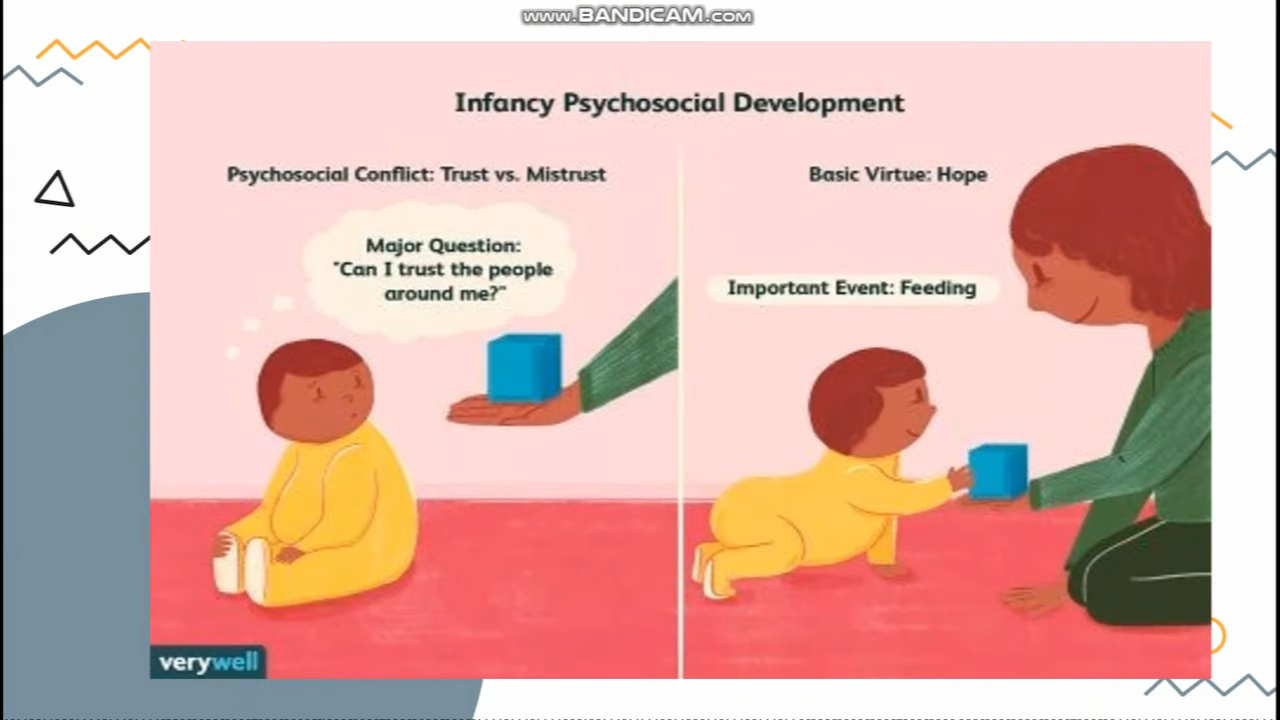 www.BANDICAM.com
Infancy Psychosocial Development
Psychosocial Conflict: Trust vs. Mistrust
Major Question:
"Can I trust the people
around me?"
Basic Virtue: Hope
Important Event: Feeding
verywell